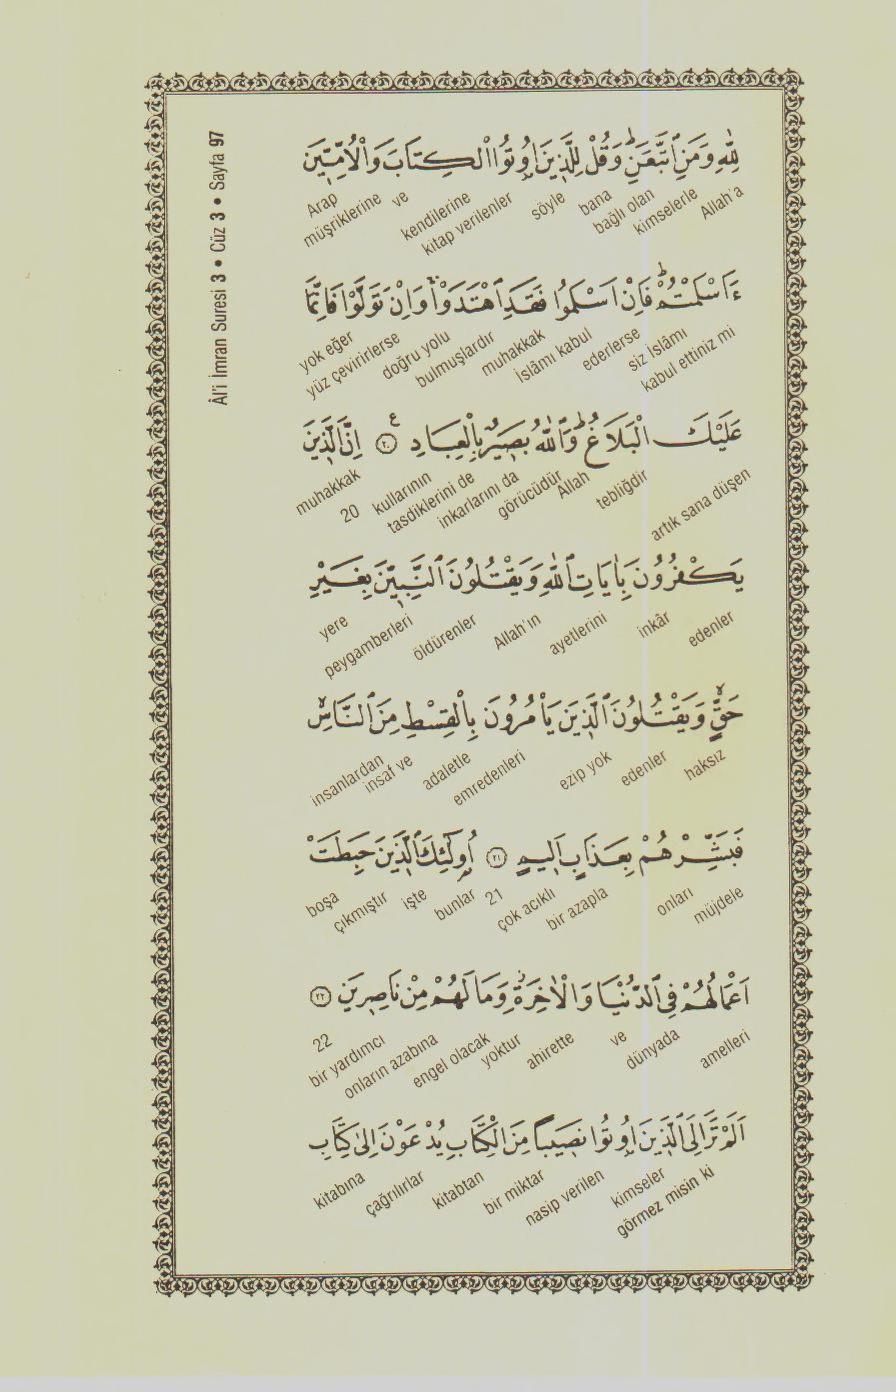 Âl'i İmran Suresi 3 • Cüz 3 • Sayfa 97
لِلّٰهِ وَمَنِ اتَّبَعَنِۜ وَقُلْ لِلَّذ۪ينَ اُو۫تُوا الْكِتَابَ وَالْاُمِّيّ۪نَ
Allah'a kimselerle bağlı olan bana söyle kitap verilenler kendilerine ve müşriklerine Arap
ءَاَسْلَمْتُمْۜ فَاِنْ اَسْلَمُوا فَقَدِ اهْتَدَوْاۚ وَاِنْ تَوَلَّوْا فَاِنَّمَا
kabul ettiniz mi siz İslâmı ederlerse İslâmı kabul muhakkak bulmuşlardır doğru yolu yüz çevirirlerse yok eğer
عَلَيْكَ الْبَلَاغُۜ وَاللّٰهُ بَص۪يرٌ بِالْعِبَادِ ﴿٢٠﴾ ع اِنَّ الَّذ۪ينَ
artık sana düşen tebliğdir Allah görücüdür inkarlarını da tasdiklerini de kullarının 20 muhakkak
يَكْفُرُونَ بِاٰيَاتِ اللّٰهِ وَيَقْتُلُونَ النَّبِيّ۪نَ بِغَيْرِ
edenler inkâr ayetlerini Allah'ın öldürenler peygamberleri yere
حَقٍّۙ وَيَقْتُلُونَ الَّذ۪ينَ يَأْمُرُونَ بِالْقِسْطِ مِنَ النَّاسِۙ
haksız edenler ezip yok emredenleri adaletle insaf ve insanlardan
فَبَشِّرْهُمْ بِعَذَابٍ اَل۪يمٍ ﴿٢١﴾ اُو۬لٰٓئِكَ الَّذ۪ينَ حَبِطَتْ
müjdele onları bir azapla çok acıklı 21 bunlar işte çıkmıştır boşa
اَعْمَالُهُمْ فِي الدُّنْيَا وَالْاٰخِرَةِۘ وَمَا لَهُمْ مِنْ نَاصِر۪ينَ ﴿٢٢﴾
amelleri dünyada ve ahirette yoktur engel olacak onların azabına bir yardımcı 22
اَلَمْ تَرَ اِلَى الَّذ۪ينَ اُو۫تُوا نَص۪يبًا مِنَ الْكِتَابِ يُدْعَوْنَ اِلٰى كِتَابِ
görmez misin ki kimseler nasip verilen bir miktar kitabtan çağrılırlar kitabına